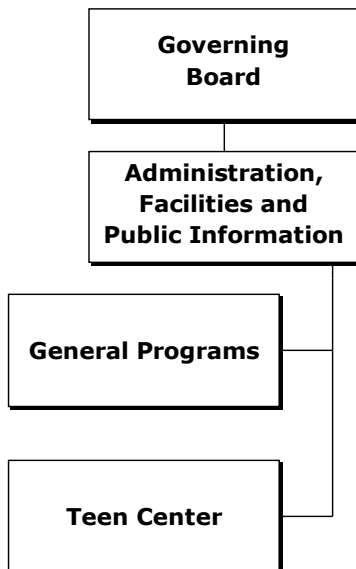 Governing
Board
Administration,
Facilities and
Public Information
General Programs
Teen Center